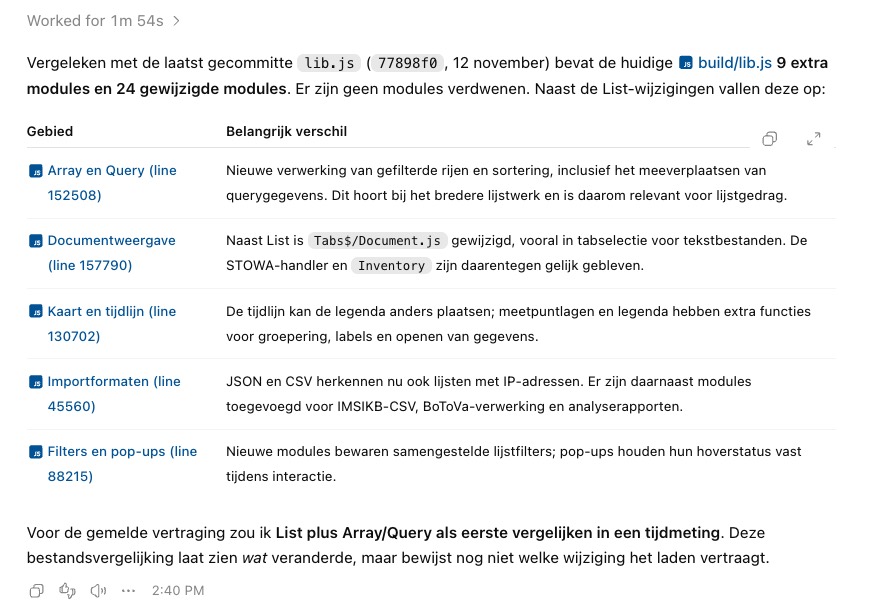 Worked for 1m 54s >
Vergeleken met de laatst gecommitte lib.js ( 77898f0 , 12 november) bevat de huidige JS build/lib.js 9 extra
modules en 24 gewijzigde modules. Er zijn geen modules verdwenen. Naast de List-wijzigingen vallen deze op:
Gebied Belangrijk verschil
JS Array en Query (line Nieuwe verwerking van gefilterde rijen en sortering, inclusief het meeverplaatsen van
152508) querygegevens. Dit hoort bij het bredere lijstwerk en is daarom relevant voor lijstgedrag.
JS Documentweergave Naast List is Tabs$/Document.js gewijzigd, vooral in tabselectie voor tekstbestanden. De
(line 157790) STOWA-handler en Inventory zijn daarentegen gelijk gebleven.
JS Kaart en tijdlijn (line De tijdlijn kan de legenda anders plaatsen; meetpuntlagen en legenda hebben extra functies
130702) voor groepering, labels en openen van gegevens.
JS Importformaten (line JSON en CSV herkennen nu ook lijsten met IP-adressen. Er zijn daarnaast modules
45560) toegevoegd voor IMSIKB-CSV, BoToVa-verwerking en analyserapporten.
JS Filters en pop-ups (line Nieuwe modules bewaren samengestelde lijstfilters; pop-ups houden hun hoverstatus vast
88215) tijdens interactie.
Voor de gemelde vertraging zou ik List plus Array/Query als eerste vergelijken in een tijdmeting. Deze
bestandsvergelijking laat zien wat veranderde, maar bewijst nog niet welke wijziging het laden vertraagt.
2:40 PM